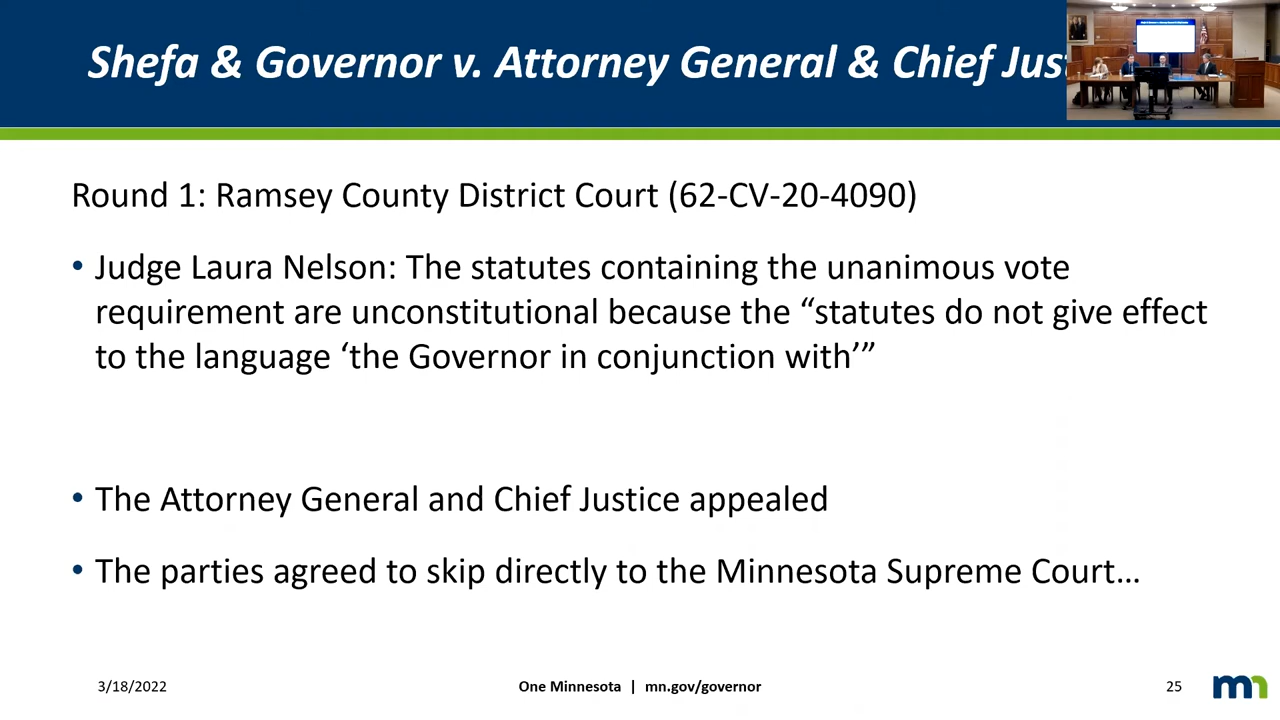 Shefa & Governor v. Attorney General & Chief Jus
Round 1: Ramsey County District Court (62-CV-20-4090)
• Judge Laura Nelson: The statutes containing the unanimous vote
requirement are unconstitutional because the “statutes do not give effect
to the language ‘the Governor in conjunction with’”
• The Attorney General and Chief Justice appealed
• The parties agreed to skip directly to the Minnesota Supreme Court…
3/18/2022
One Minnesota | mn.gov/governor
25
mn